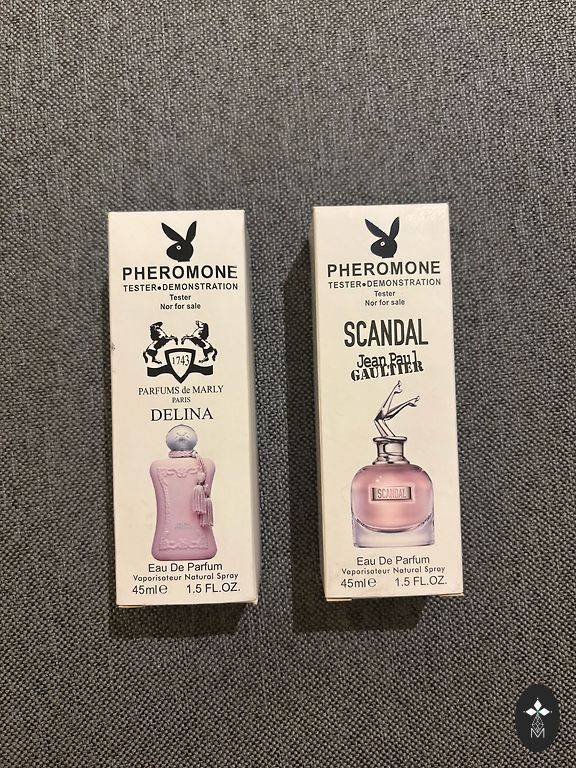 PHEROMONE
TESTER•DEMONSTRATION
Tester
Nor for sale
1743
PARFUMS de MARLY
PARIS
DELINA
Eau De Parfum
Vaporisateur Natural Spray
45ml℮ 1.5 FL.OZ.
PHEROMONE
TESTER•DEMONSTRATION
Tester
Nor for sale
SCANDAL
Jean Paul
GAULTIER
SCANDAL
Eau De Parfum
Vaporisateur Natural Spray
45ml℮ 1.5 FL.OZ.